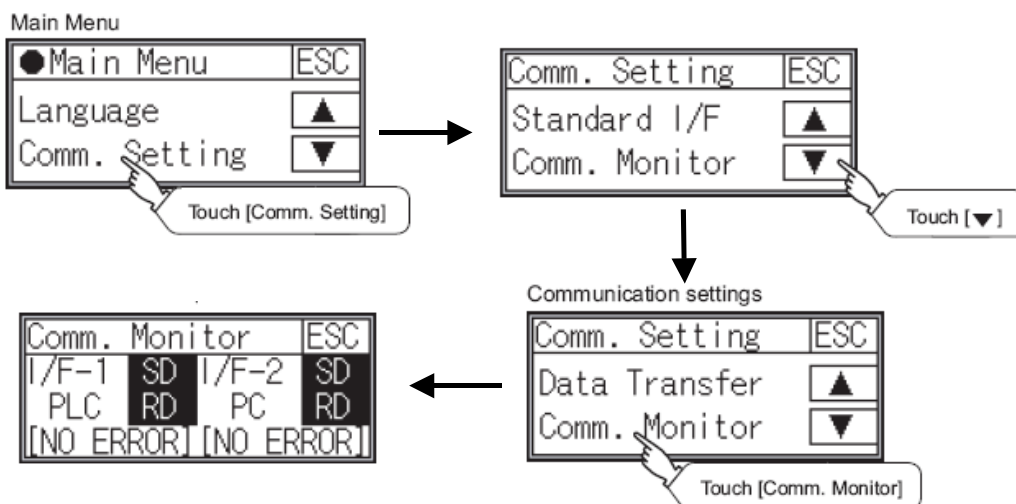 Main Menu
●Main Menu ESC
Language ▲
Comm. Setting ▼
Touch [Comm. Setting]
Comm. Setting ESC
Standard I/F ▲
Comm. Monitor ▼
Touch [▼]
Communication settings
Comm. Setting ESC
Data Transfer ▲
Comm. Monitor ▼
Touch [Comm. Monitor]
Comm. Monitor ESC
I/F-1 SD I/F-2 SD
PLC RD PC RD
[NO ERROR] [NO ERROR]